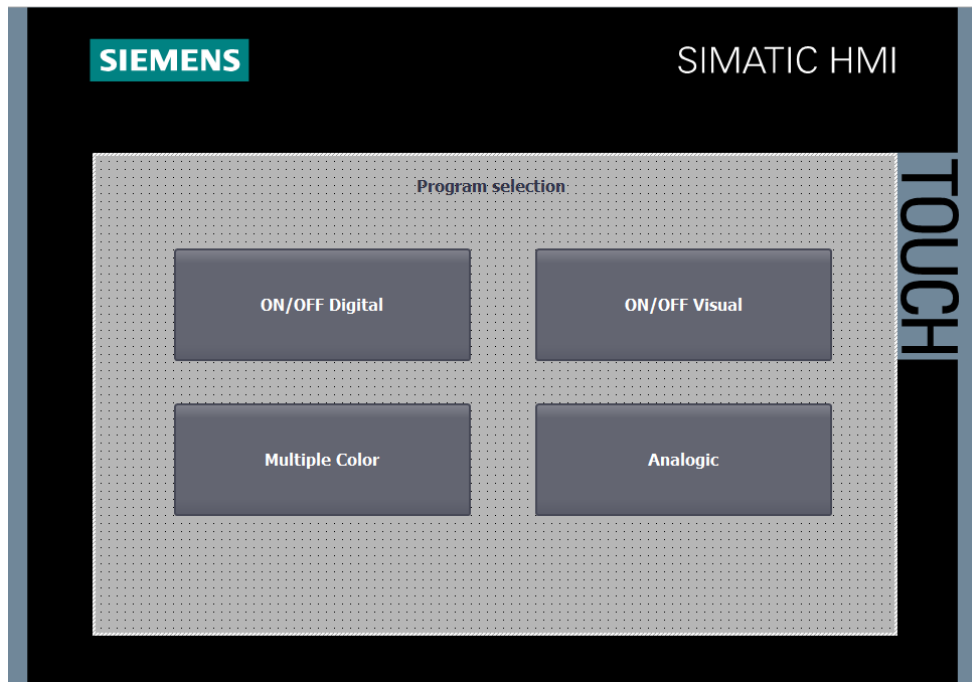 SIEMENS
SIMATIC HMI
TOUCH
Program selection
ON/OFF Digital
ON/OFF Visual
Multiple Color
Analogic